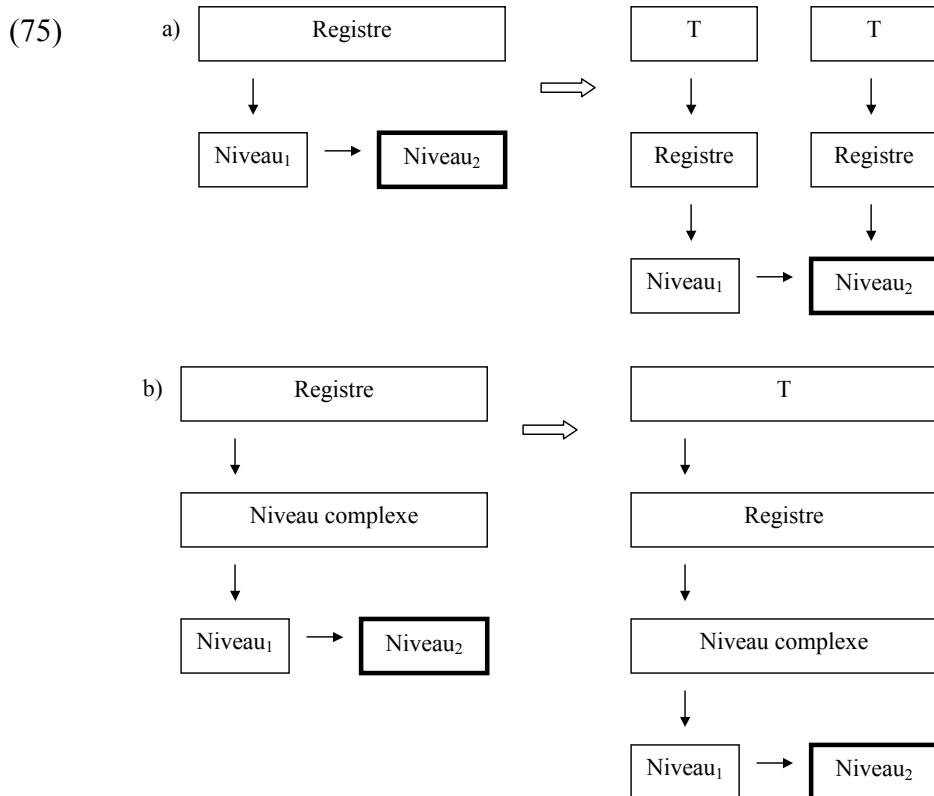 (75) a) Registre T T
Niveau₁ Niveau₂ Registre Registre
Niveau₁ Niveau₂
b) Registre T
Niveau complexe Registre
Niveau₁ Niveau₂ Niveau complexe
Niveau₁ Niveau₂